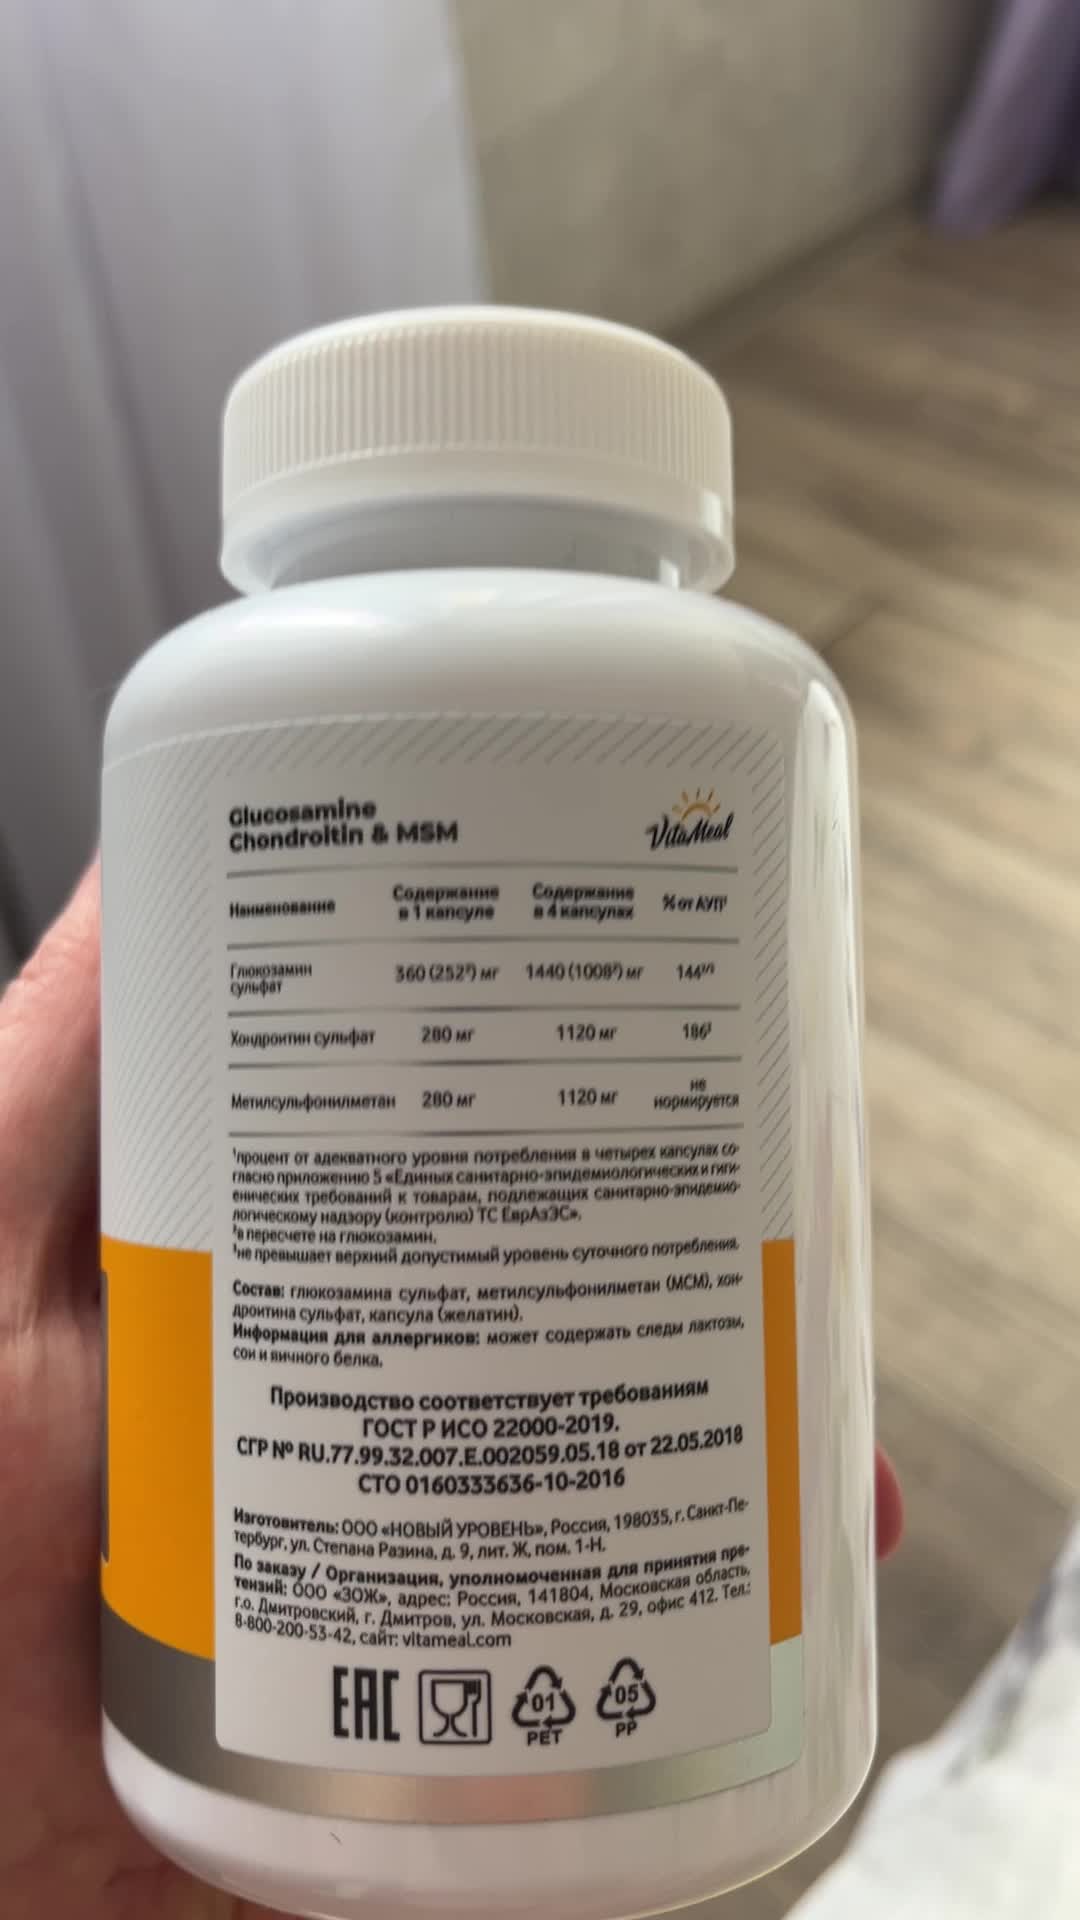 Glucosamine
Chondroitin & MSM
VitaMeal
Наименование
Содержание
в 1 капсуле
Содержание
в 4 капсулах
% от АУП¹
Глюкозамин
сульфат
360 (252²) мг
1440 (1008²) мг
144²/³
Хондроитин сульфат
280 мг
1120 мг
186³
Метилсульфонилметан
280 мг
1120 мг
не
нормируется
¹процент от адекватного уровня потребления в четырех капсулах со-
гласно приложению 5 «Единых санитарно-эпидемиологических и гиги-
енических требований к товарам, подлежащих санитарно-эпидемио-
логическому надзору (контролю) ТС ЕврАзЭС».
²в пересчете на глюкозамин.
³не превышает верхний допустимый уровень суточного потребления.
Состав: глюкозамина сульфат, метилсульфонилметан (МСМ), хон-
дроитина сульфат, капсула (желатин).
Информация для аллергиков: может содержать следы лактозы,
сои и яичного белка.
Производство соответствует требованиям
ГОСТ Р ИСО 22000-2019.
СГР № RU.77.99.32.007.E.002059.05.18 от 22.05.2018
СТО 0160333636-10-2016
Изготовитель: ООО «НОВЫЙ УРОВЕНЬ», Россия, 198035, г. Санкт-Пе-
тербург, ул. Степана Разина, д. 9, лит. Ж, пом. 1-Н.
По заказу / Организация, уполномоченная для принятия пре-
тензий: ООО «ЗОЖ», адрес: Россия, 141804, Московская область,
г.о. Дмитровский, г. Дмитров, ул. Московская, д. 29, офис 412. Тел.:
8-800-200-53-42, сайт: vitameal.com
ЕАС
01
PET
05
PP